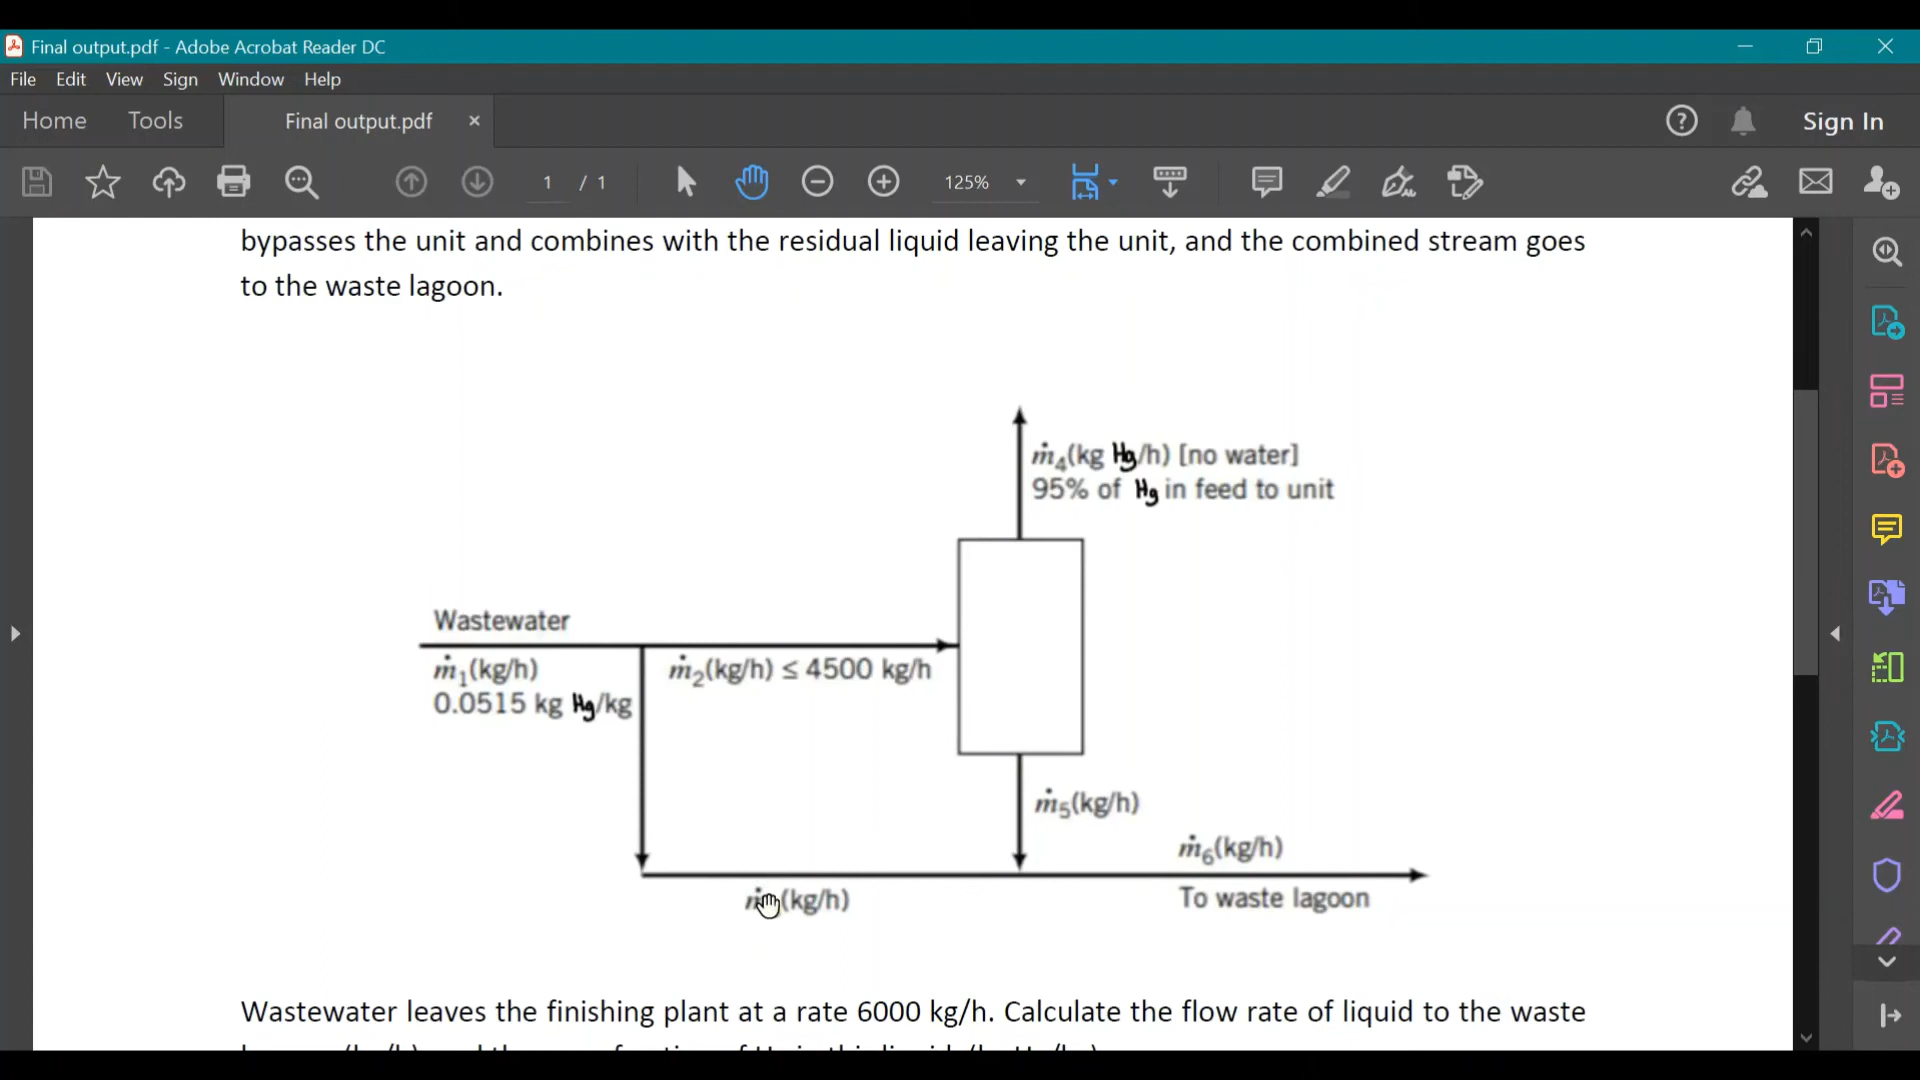 Final output.pdf - Adobe Acrobat Reader DC
File Edit View Sign Window Help
Home Tools Final output.pdf × Sign In
1 / 1 125%
bypasses the unit and combines with the residual liquid leaving the unit, and the combined stream goes
to the waste lagoon.
ṁ₄(kg Hg/h) [no water]
95% of Hg in feed to unit
Wastewater
ṁ₁(kg/h)
0.0515 kg Hg/kg
ṁ₂(kg/h) ≤ 4500 kg/h
ṁ₅(kg/h)
ṁ₆(kg/h)
(kg/h)
To waste lagoon
Wastewater leaves the finishing plant at a rate 6000 kg/h. Calculate the flow rate of liquid to the waste